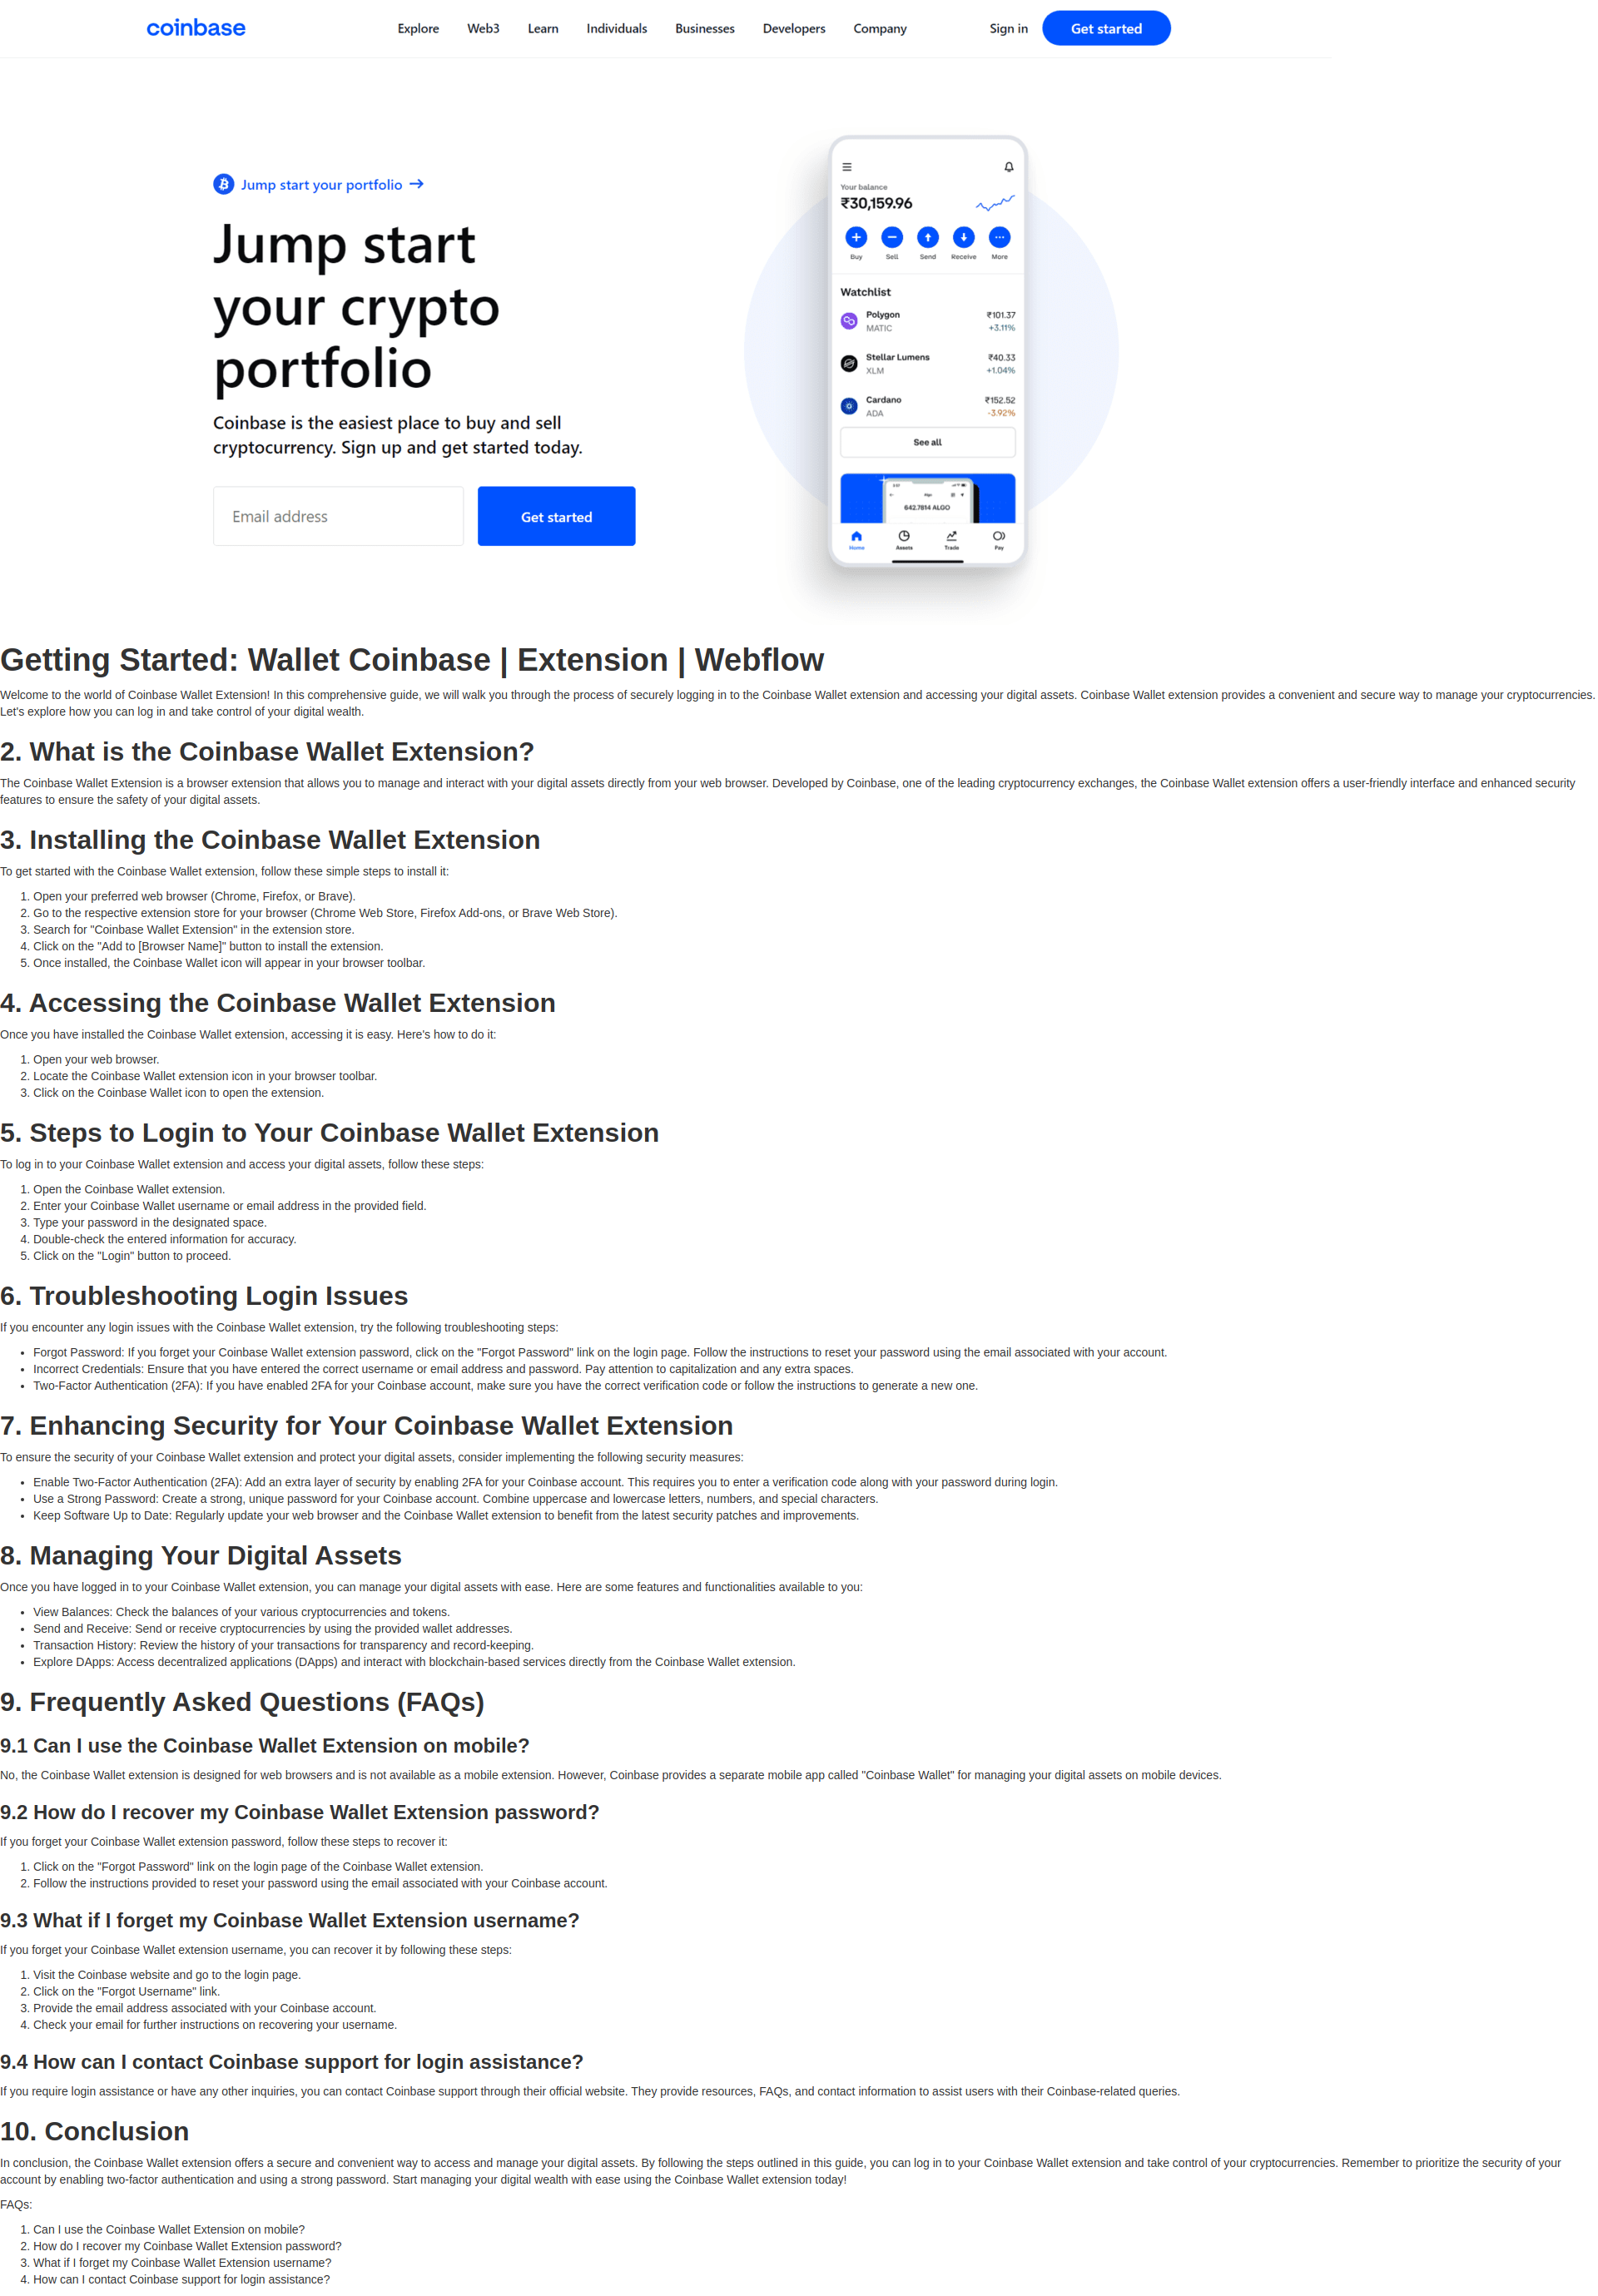 coinbase
Explore Web3 Learn Individuals Businesses Developers Company Sign in Get started
Jump start your portfolio →
Jump start
your crypto
portfolio
Coinbase is the easiest place to buy and sell
cryptocurrency. Sign up and get started today.
Email address Get started
Your balance
₹30,159.96
Buy Sell Send Receive More
Watchlist
Polygon ₹101.37
MATIC +3.11%
Stellar Lumens ₹40.33
XLM +1.04%
Cardano ₹152.52
ADA -3.92%
See all
642.7814 ALGO
Home Assets Trade Pay
Getting Started: Wallet Coinbase | Extension | Webflow
Welcome to the world of Coinbase Wallet Extension! In this comprehensive guide, we will walk you through the process of securely logging in to the Coinbase Wallet extension and accessing your digital assets. Coinbase Wallet extension provides a convenient and secure way to manage your cryptocurrencies.
Let's explore how you can log in and take control of your digital wealth.
2. What is the Coinbase Wallet Extension?
The Coinbase Wallet Extension is a browser extension that allows you to manage and interact with your digital assets directly from your web browser. Developed by Coinbase, one of the leading cryptocurrency exchanges, the Coinbase Wallet extension offers a user-friendly interface and enhanced security
features to ensure the safety of your digital assets.
3. Installing the Coinbase Wallet Extension
To get started with the Coinbase Wallet extension, follow these simple steps to install it:
1. Open your preferred web browser (Chrome, Firefox, or Brave).
2. Go to the respective extension store for your browser (Chrome Web Store, Firefox Add-ons, or Brave Web Store).
3. Search for "Coinbase Wallet Extension" in the extension store.
4. Click on the "Add to [Browser Name]" button to install the extension.
5. Once installed, the Coinbase Wallet icon will appear in your browser toolbar.
4. Accessing the Coinbase Wallet Extension
Once you have installed the Coinbase Wallet extension, accessing it is easy. Here's how to do it:
1. Open your web browser.
2. Locate the Coinbase Wallet extension icon in your browser toolbar.
3. Click on the Coinbase Wallet icon to open the extension.
5. Steps to Login to Your Coinbase Wallet Extension
To log in to your Coinbase Wallet extension and access your digital assets, follow these steps:
1. Open the Coinbase Wallet extension.
2. Enter your Coinbase Wallet username or email address in the provided field.
3. Type your password in the designated space.
4. Double-check the entered information for accuracy.
5. Click on the "Login" button to proceed.
6. Troubleshooting Login Issues
If you encounter any login issues with the Coinbase Wallet extension, try the following troubleshooting steps:
• Forgot Password: If you forget your Coinbase Wallet extension password, click on the "Forgot Password" link on the login page. Follow the instructions to reset your password using the email associated with your account.
• Incorrect Credentials: Ensure that you have entered the correct username or email address and password. Pay attention to capitalization and any extra spaces.
• Two-Factor Authentication (2FA): If you have enabled 2FA for your Coinbase account, make sure you have the correct verification code or follow the instructions to generate a new one.
7. Enhancing Security for Your Coinbase Wallet Extension
To ensure the security of your Coinbase Wallet extension and protect your digital assets, consider implementing the following security measures:
• Enable Two-Factor Authentication (2FA): Add an extra layer of security by enabling 2FA for your Coinbase account. This requires you to enter a verification code along with your password during login.
• Use a Strong Password: Create a strong, unique password for your Coinbase account. Combine uppercase and lowercase letters, numbers, and special characters.
• Keep Software Up to Date: Regularly update your web browser and the Coinbase Wallet extension to benefit from the latest security patches and improvements.
8. Managing Your Digital Assets
Once you have logged in to your Coinbase Wallet extension, you can manage your digital assets with ease. Here are some features and functionalities available to you:
• View Balances: Check the balances of your various cryptocurrencies and tokens.
• Send and Receive: Send or receive cryptocurrencies by using the provided wallet addresses.
• Transaction History: Review the history of your transactions for transparency and record-keeping.
• Explore DApps: Access decentralized applications (DApps) and interact with blockchain-based services directly from the Coinbase Wallet extension.
9. Frequently Asked Questions (FAQs)
9.1 Can I use the Coinbase Wallet Extension on mobile?
No, the Coinbase Wallet extension is designed for web browsers and is not available as a mobile extension. However, Coinbase provides a separate mobile app called "Coinbase Wallet" for managing your digital assets on mobile devices.
9.2 How do I recover my Coinbase Wallet Extension password?
If you forget your Coinbase Wallet extension password, follow these steps to recover it:
1. Click on the "Forgot Password" link on the login page of the Coinbase Wallet extension.
2. Follow the instructions provided to reset your password using the email associated with your Coinbase account.
9.3 What if I forget my Coinbase Wallet Extension username?
If you forget your Coinbase Wallet extension username, you can recover it by following these steps:
1. Visit the Coinbase website and go to the login page.
2. Click on the "Forgot Username" link.
3. Provide the email address associated with your Coinbase account.
4. Check your email for further instructions on recovering your username.
9.4 How can I contact Coinbase support for login assistance?
If you require login assistance or have any other inquiries, you can contact Coinbase support through their official website. They provide resources, FAQs, and contact information to assist users with their Coinbase-related queries.
10. Conclusion
In conclusion, the Coinbase Wallet extension offers a secure and convenient way to access and manage your digital assets. By following the steps outlined in this guide, you can log in to your Coinbase Wallet extension and take control of your cryptocurrencies. Remember to prioritize the security of your
account by enabling two-factor authentication and using a strong password. Start managing your digital wealth with ease using the Coinbase Wallet extension today!
FAQs:
1. Can I use the Coinbase Wallet Extension on mobile?
2. How do I recover my Coinbase Wallet Extension password?
3. What if I forget my Coinbase Wallet Extension username?
4. How can I contact Coinbase support for login assistance?